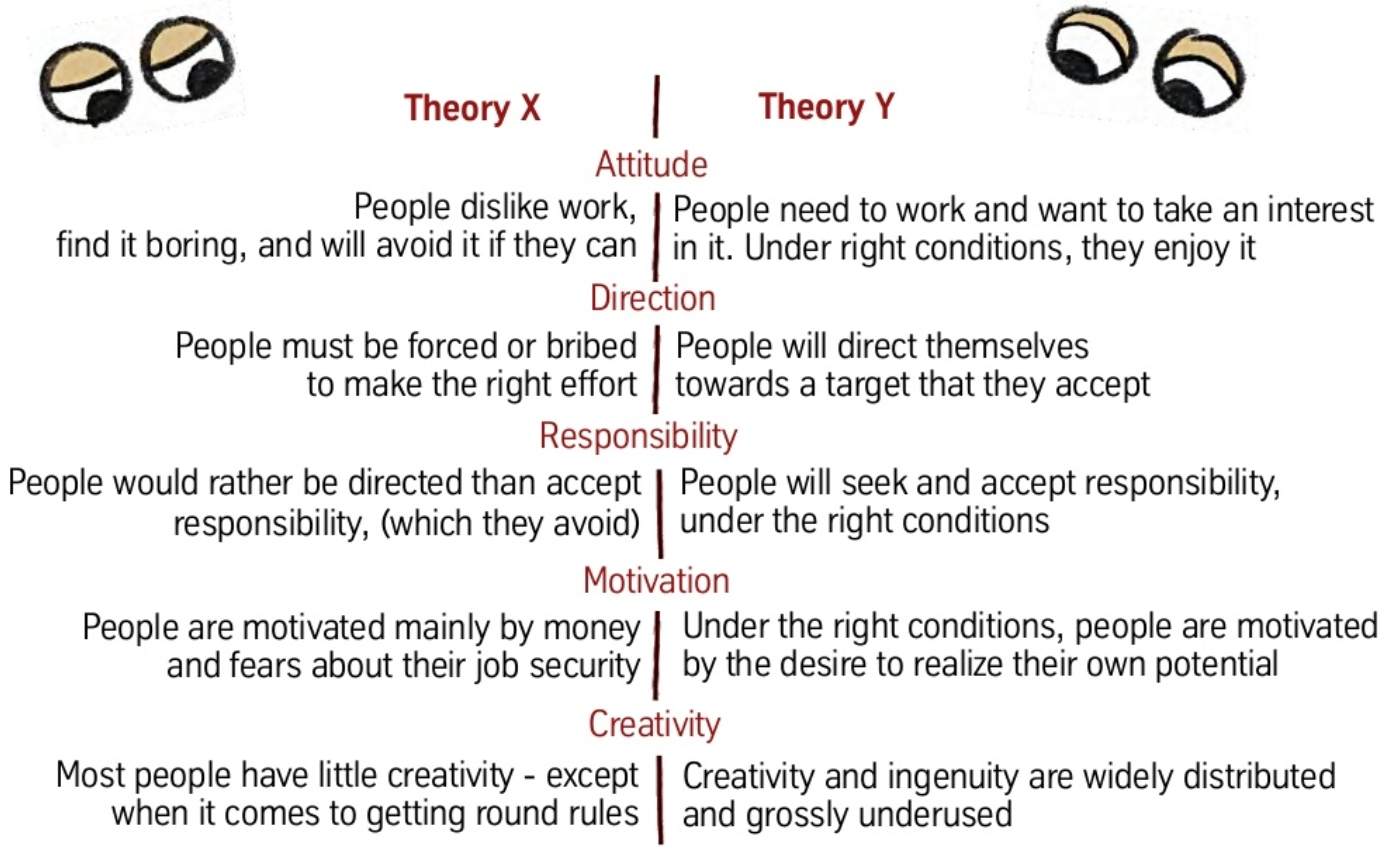 Theory X
Theory Y
Attitude
People dislike work,
find it boring, and will avoid it if they can
People need to work and want to take an interest
in it. Under right conditions, they enjoy it
Direction
People must be forced or bribed
to make the right effort
People will direct themselves
towards a target that they accept
Responsibility
People would rather be directed than accept
responsibility, (which they avoid)
People will seek and accept responsibility,
under the right conditions
Motivation
People are motivated mainly by money
and fears about their job security
Under the right conditions, people are motivated
by the desire to realize their own potential
Creativity
Most people have little creativity - except
when it comes to getting round rules
Creativity and ingenuity are widely distributed
and grossly underused